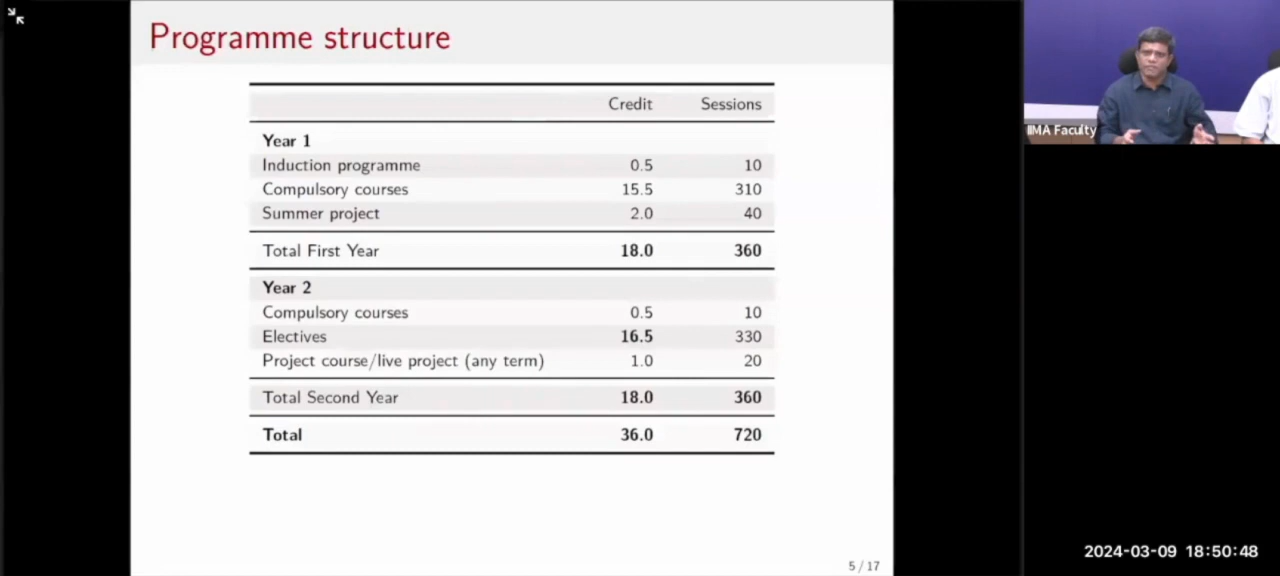 Programme structure
Credit Sessions
Year 1
Induction programme 0.5 10
Compulsory courses 15.5 310
Summer project 2.0 40
Total First Year 18.0 360
Year 2
Compulsory courses 0.5 10
Electives 16.5 330
Project course/live project (any term) 1.0 20
Total Second Year 18.0 360
Total 36.0 720
5 / 17
IIMA Faculty
2024-03-09 18:50:48